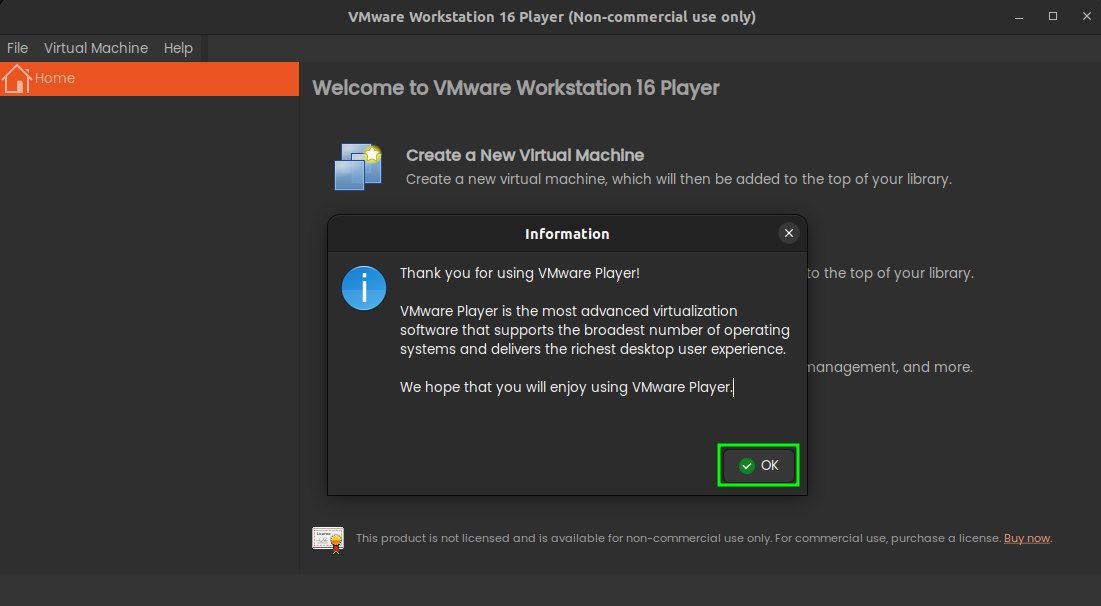 VMware Workstation 16 Player (Non-commercial use only)
File Virtual Machine Help
Home
Welcome to VMware Workstation 16 Player
Create a New Virtual Machine
Create a new virtual machine, which will then be added to the top of your library.
Information
Thank you for using VMware Player!
to the top of your library.
VMware Player is the most advanced virtualization
software that supports the broadest number of operating
systems and delivers the richest desktop user experience.
management, and more.
We hope that you will enjoy using VMware Player.
OK
This product is not licensed and is available for non-commercial use only. For commercial use, purchase a license. Buy now.